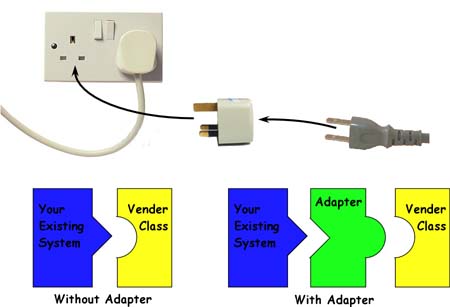 Your
Existing
System
Vender
Class
Without Adapter
Your
Existing
System
Adapter
Vender
Class
With Adapter